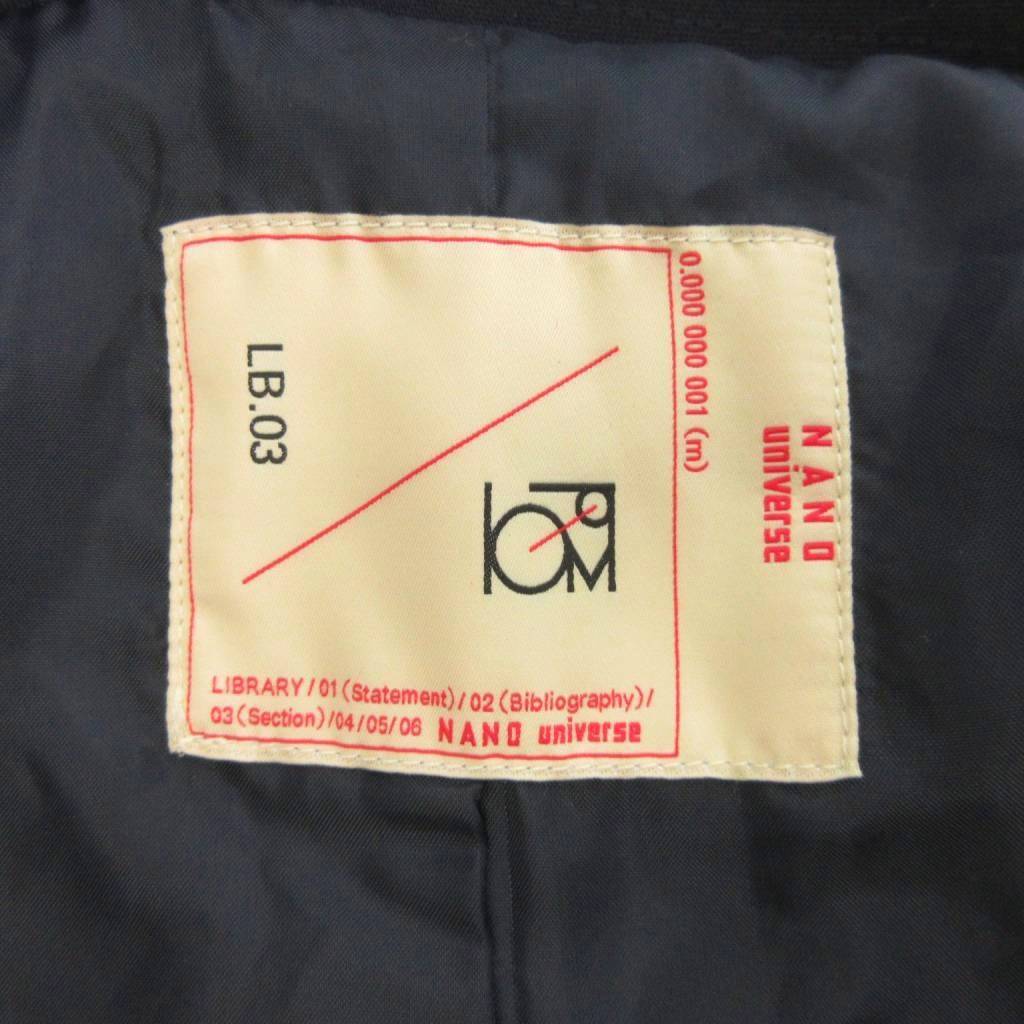 NANO
universe
0.000 000 001 (m)
LB.03
LIBRARY / 01 (Statement) / 02 (Bibliography) /
03 (Section) / 04 / 05 / 06 NANO universe